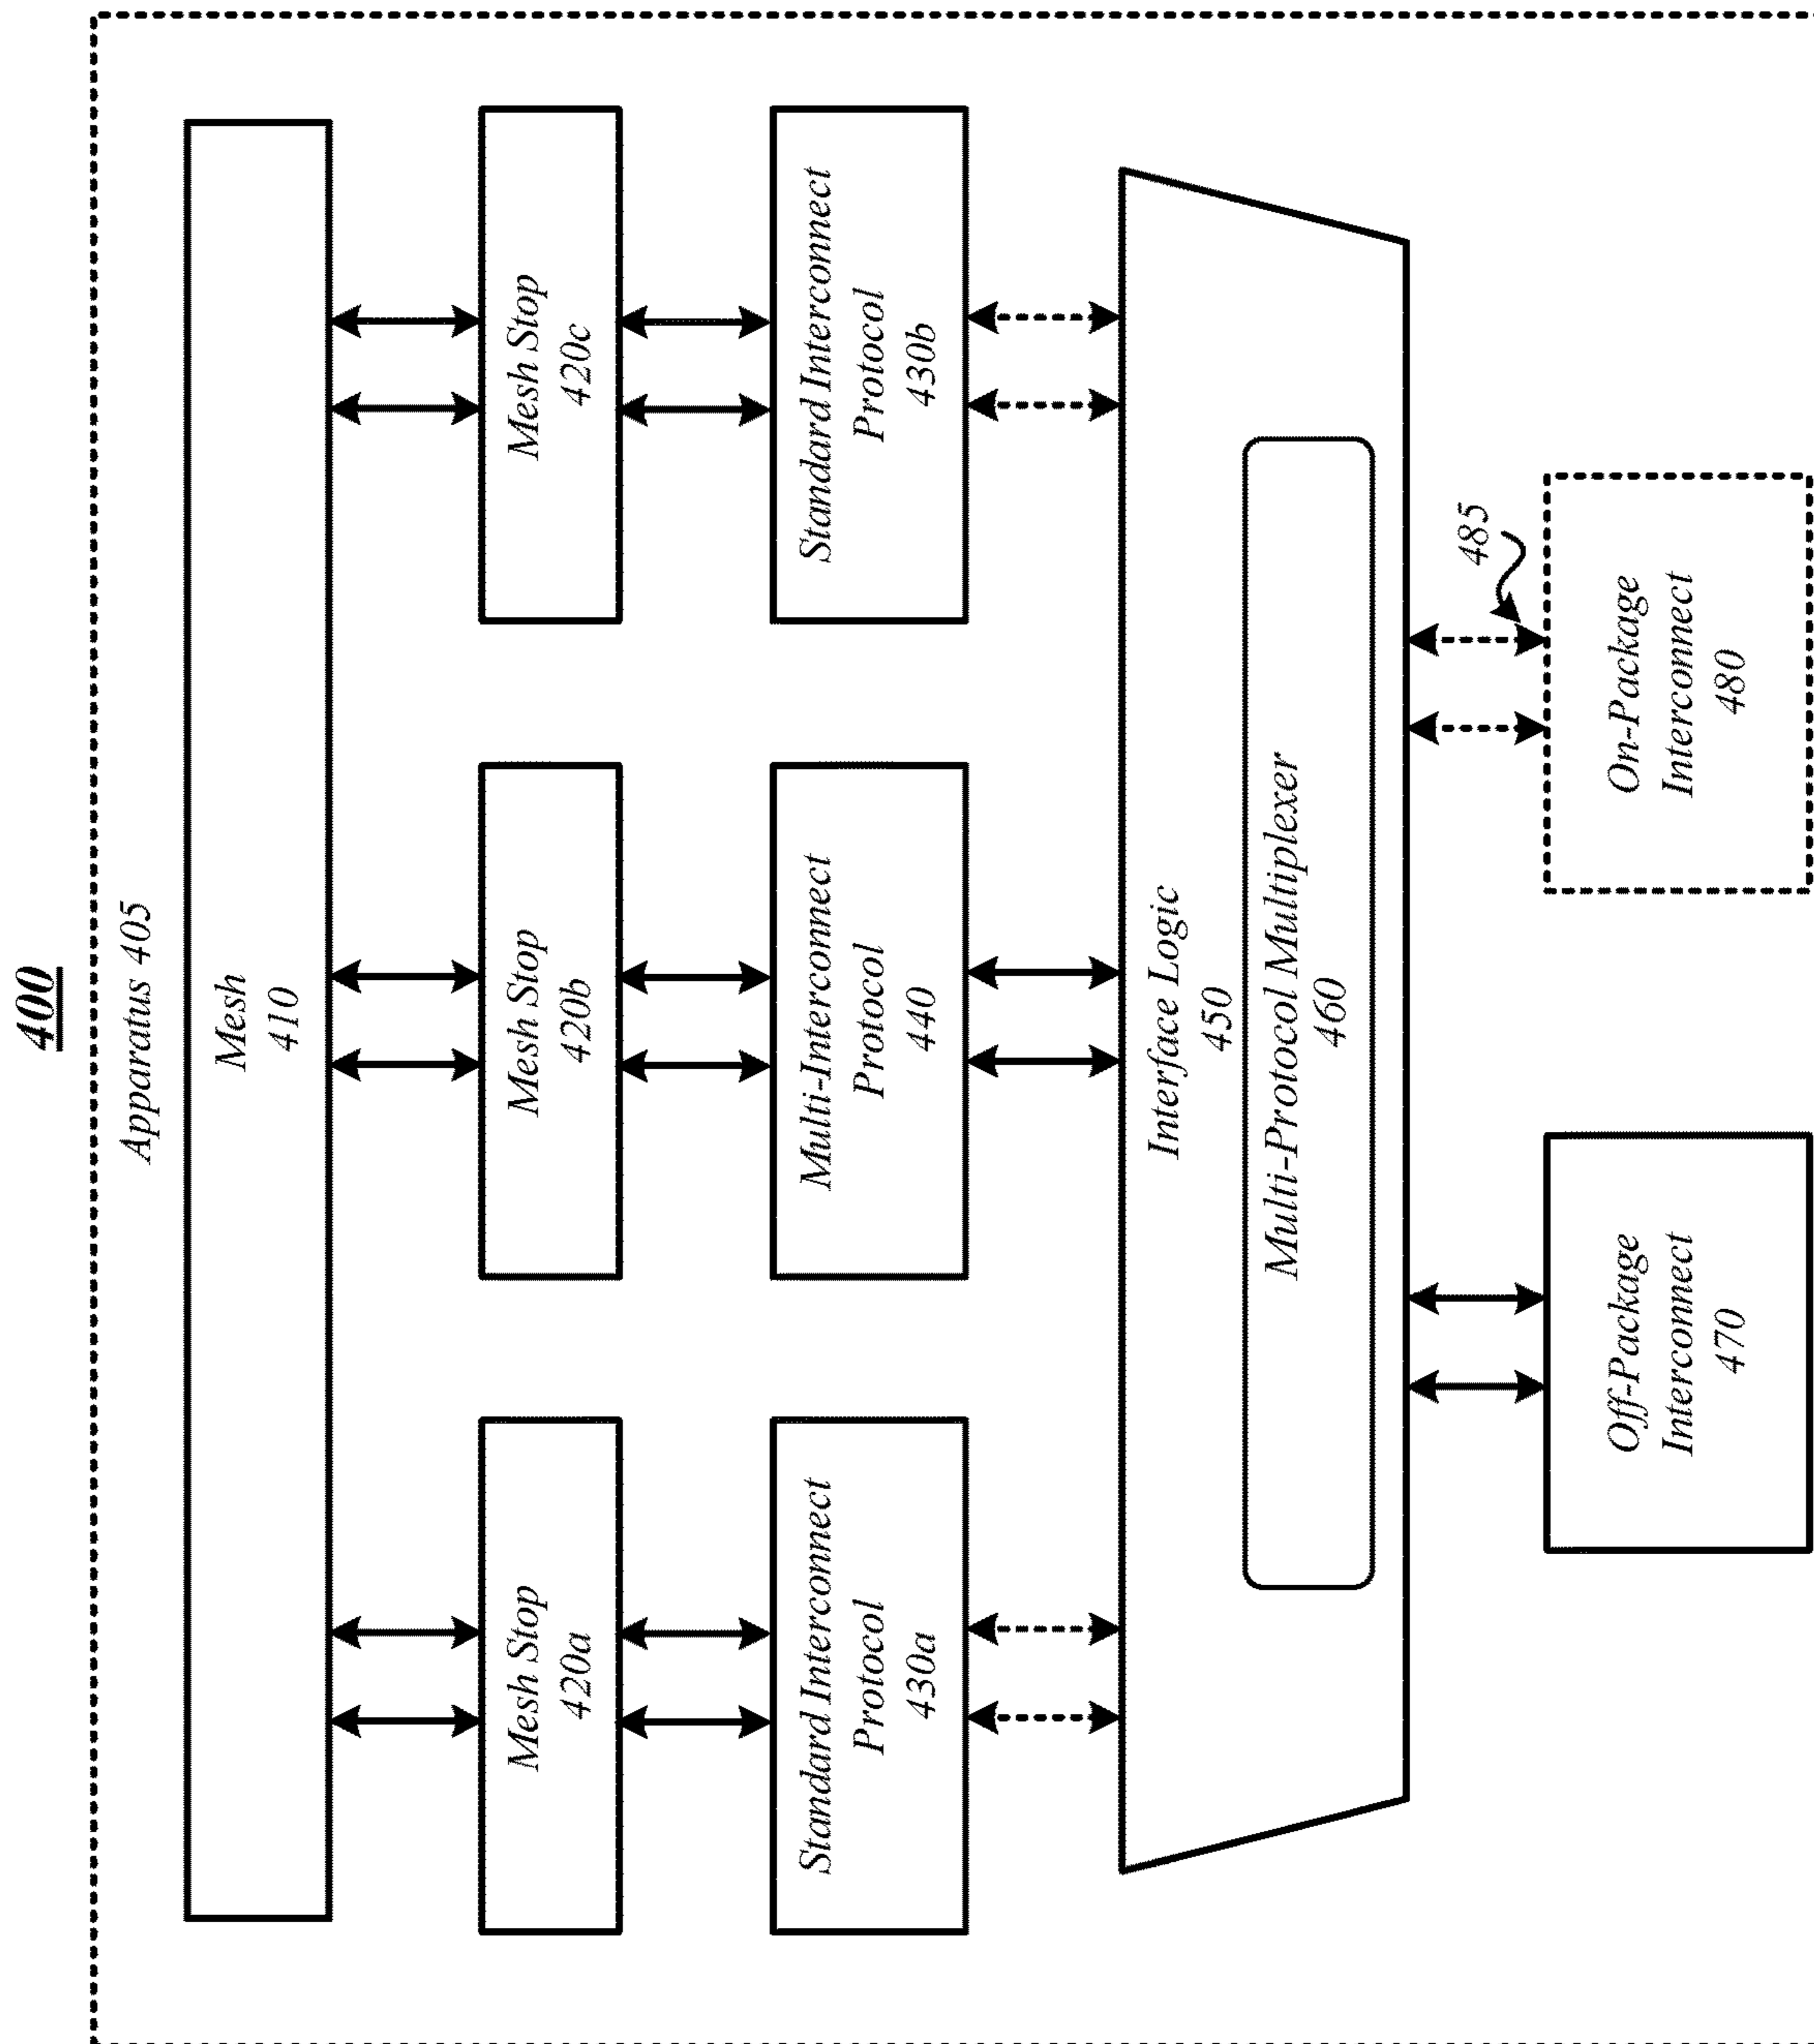 400
Apparatus 405
Mesh
410
Mesh Stop
420a
Mesh Stop
420b
Mesh Stop
420c
Standard Interconnect
Protocol
430a
Multi-Interconnect
Protocol
440
Standard Interconnect
Protocol
430b
Interface Logic
450
Multi-Protocol Multiplexer
460
485
Off-Package
Interconnect
470
On-Package
Interconnect
480